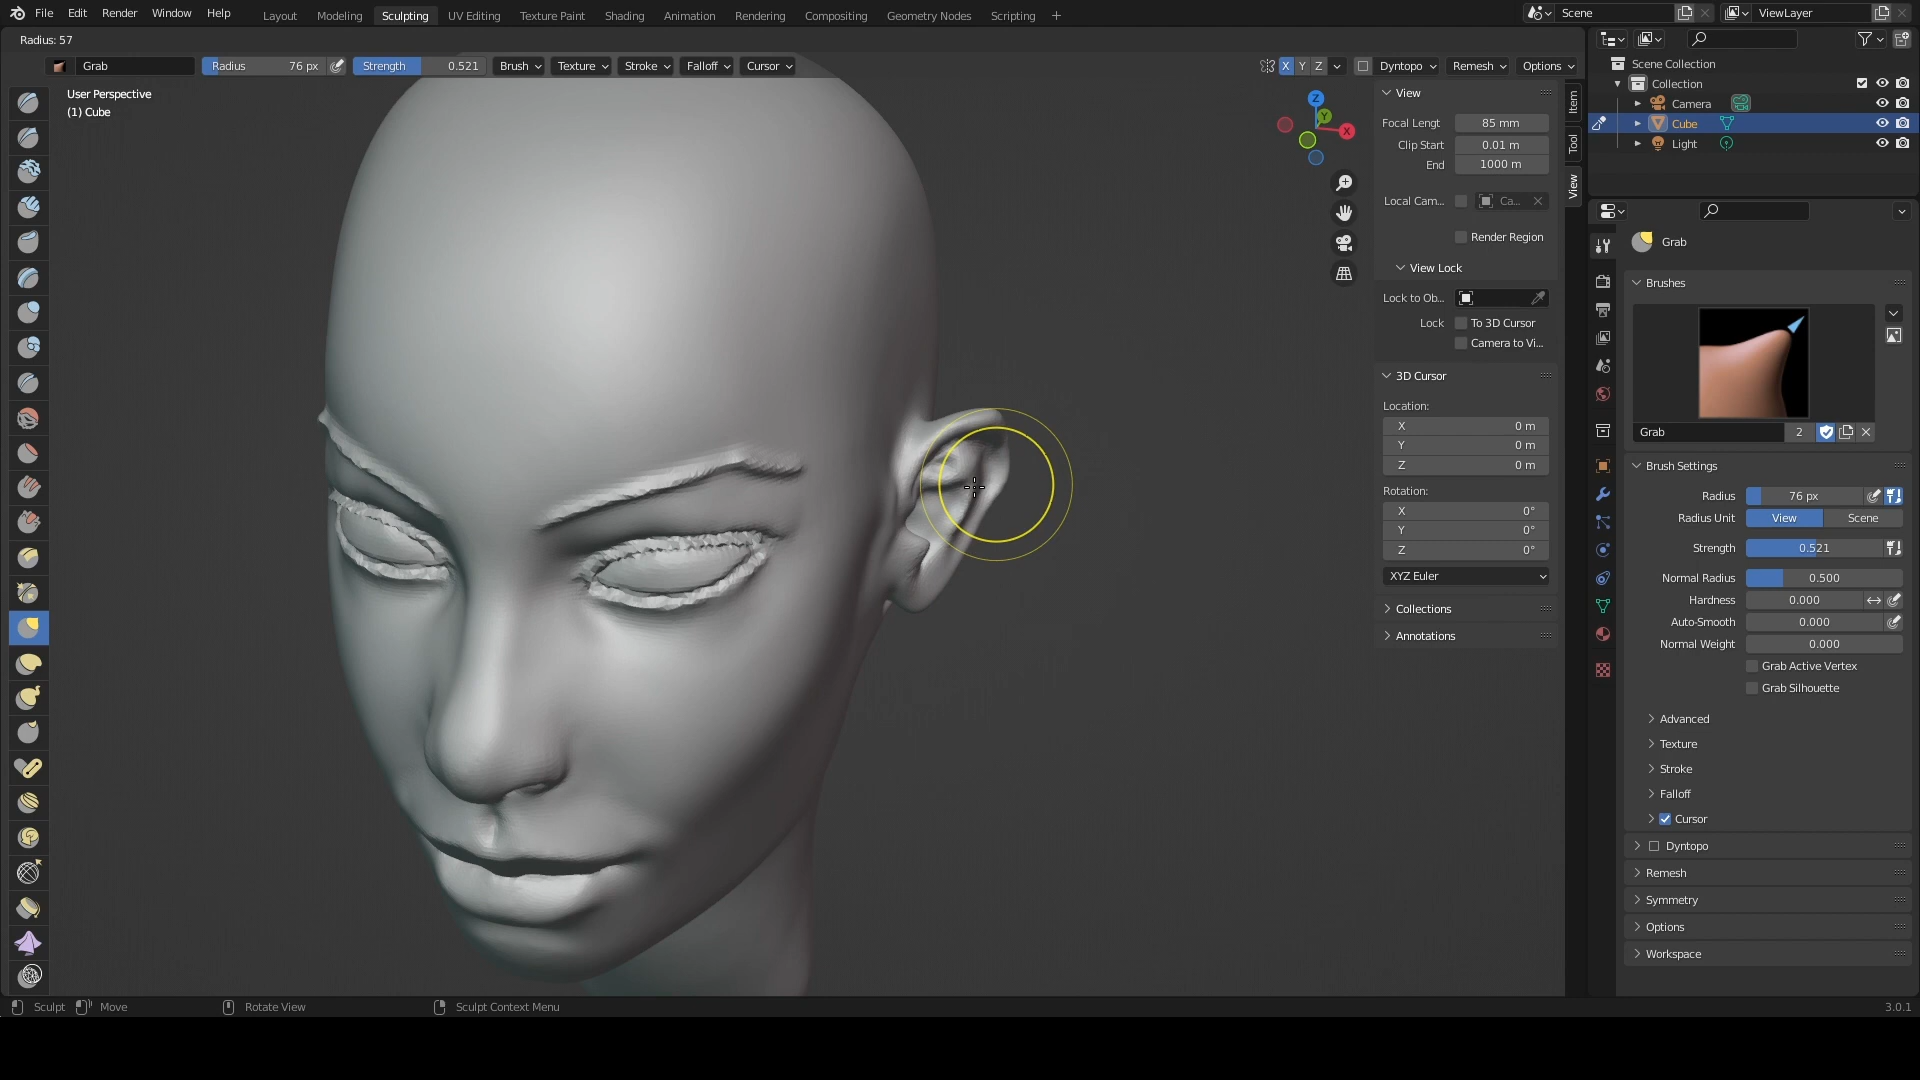 File Edit Render Window Help Layout Modeling Sculpting UV Editing Texture Paint Shading Animation Rendering Compositing Geometry Nodes Scripting + Scene ViewLayer
Radius: 57
Grab Radius 76 px Strength 0.521 Brush Texture Stroke Falloff Cursor X Y Z Dyntopo Remesh Options
User Perspective
(1) Cube
Z
Y
X
View
Focal Lengt 85 mm
Clip Start 0.01 m
End 1000 m
Local Cam... Ca...
Render Region
View Lock
Lock to Ob...
Lock To 3D Cursor
Camera to Vi...
3D Cursor
Location:
X 0 m
Y 0 m
Z 0 m
Rotation:
X 0°
Y 0°
Z 0°
XYZ Euler
Collections
Annotations
Item
Tool
View
Scene Collection
Collection
Camera
Cube
Light
Grab
Brushes
Grab 2
Brush Settings
Radius 76 px
Radius Unit View Scene
Strength 0.521
Normal Radius 0.500
Hardness 0.000
Auto-Smooth 0.000
Normal Weight 0.000
Grab Active Vertex
Grab Silhouette
Advanced
Texture
Stroke
Falloff
Cursor
Dyntopo
Remesh
Symmetry
Options
Workspace
Sculpt Move Rotate View Sculpt Context Menu 3.0.1